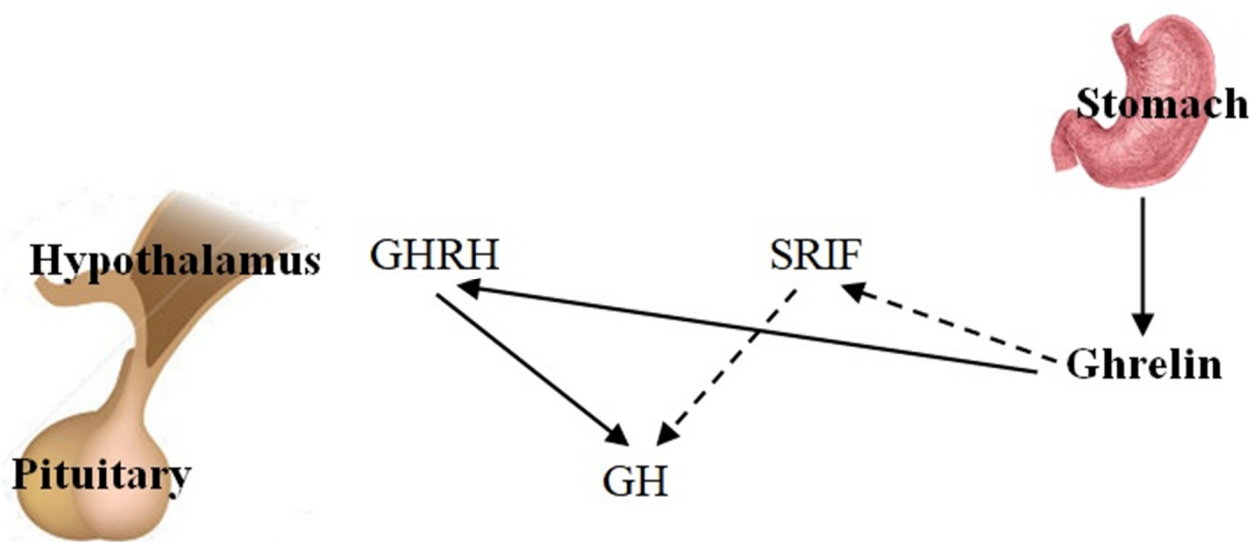 Stomach
Hypothalamus
GHRH
SRIF
Ghrelin
Pituitary
GH